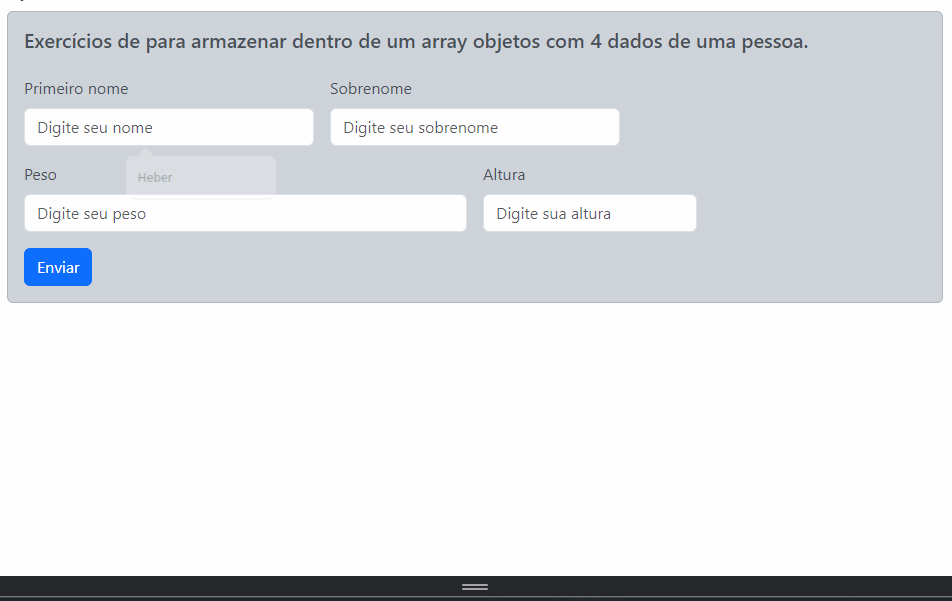 Exercícios de para armazenar dentro de um array objetos com 4 dados de uma pessoa.
Primeiro nome
Sobrenome
Digite seu nome
Digite seu sobrenome
Heber
Peso
Altura
Digite seu peso
Digite sua altura
Enviar